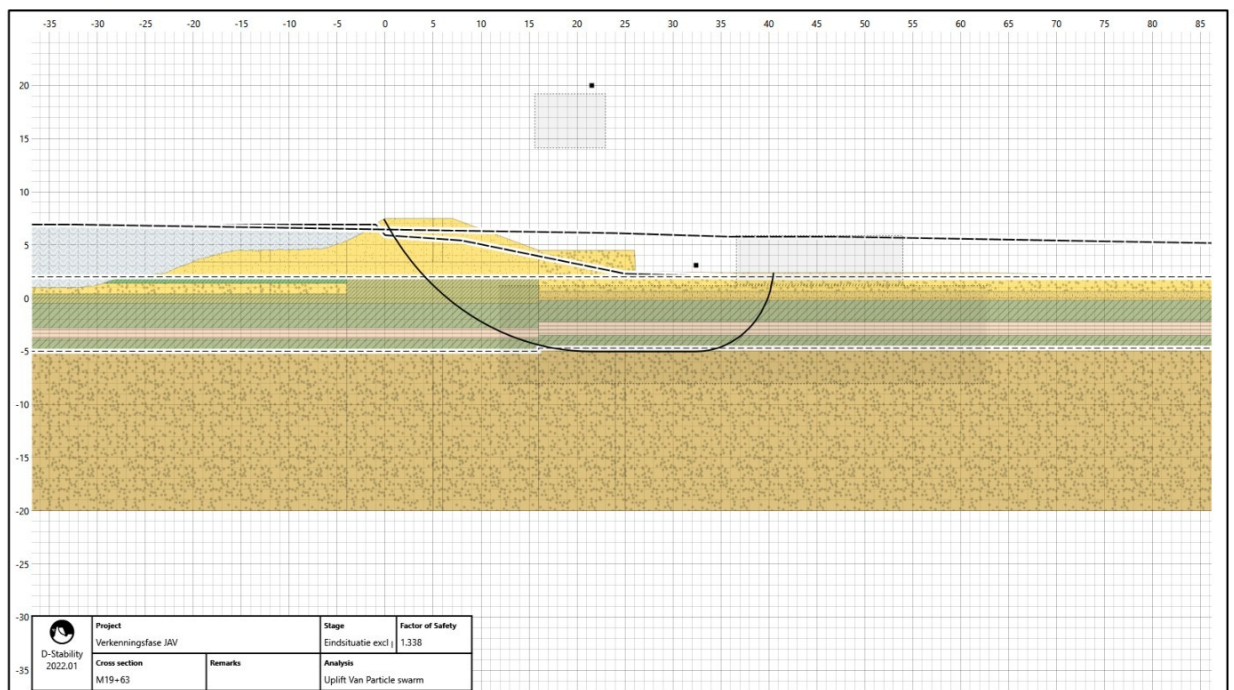 -35 -30 -25 -20 -15 -10 -5 0 5 10 15 20 25 30 35 40 45 50 55 60 65 70 75 80 85
20
15
10
5
0
-5
-10
-15
-20
-25
-30
-35
D-Stability
2022.01
Project
Verkenningsfase JAV
Stage
Eindsituatie excl
Factor of Safety
1.338
Cross section
M19+63
Remarks
Analysis
Uplift Van Particle swarm